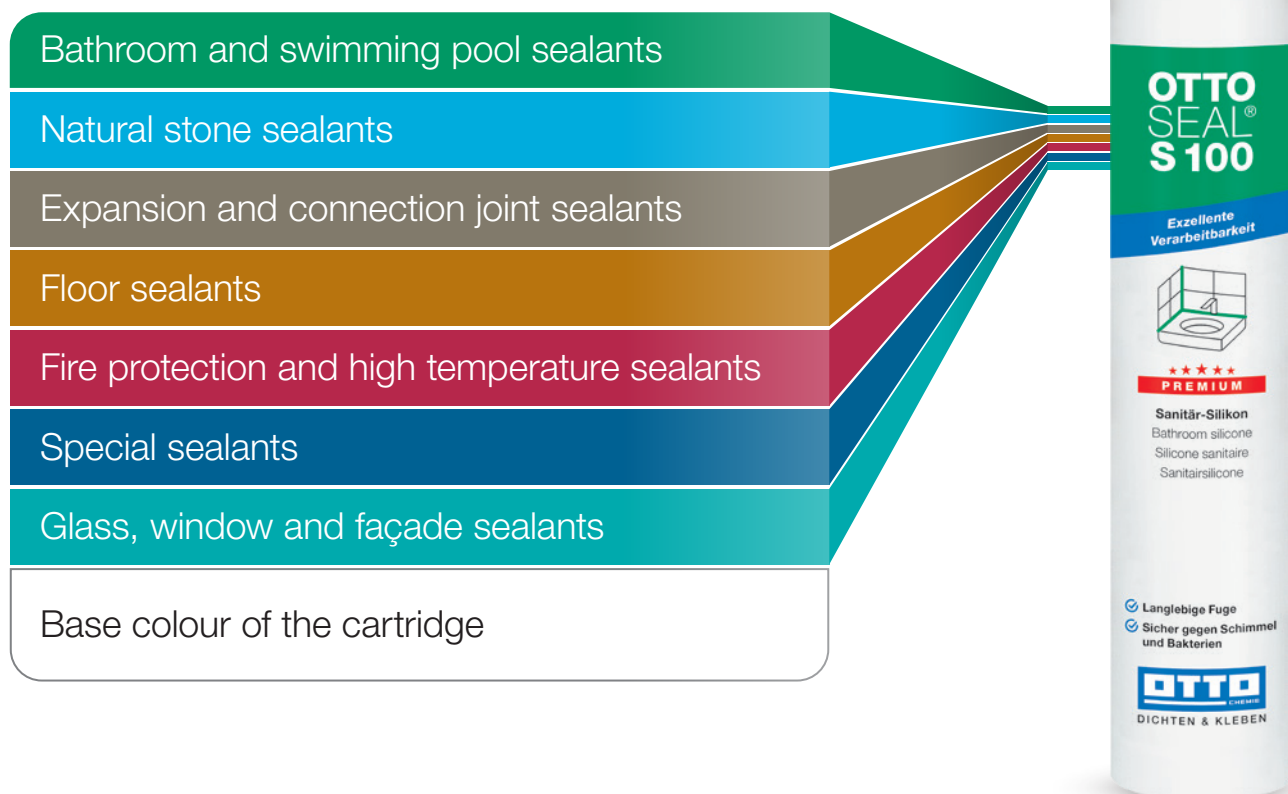 Bathroom and swimming pool sealants
Natural stone sealants
Expansion and connection joint sealants
Floor sealants
Fire protection and high temperature sealants
Special sealants
Glass, window and façade sealants
Base colour of the cartridge
OTTO
SEAL®
S 100
Exzellente
Verarbeitbarkeit
PREMIUM
Sanitär-Silikon
Bathroom silicone
Silicone sanitaire
Sanitairsilicone
Langlebige Fuge
Sicher gegen Schimmel
und Bakterien
OTTO
CHEMIE
DICHTEN & KLEBEN